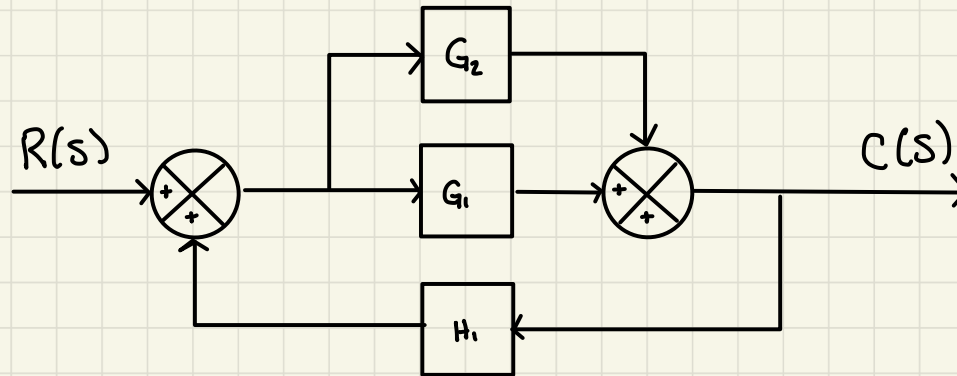 G₂
R(s)
C(s)
+
+
G₁
+
+
H₁